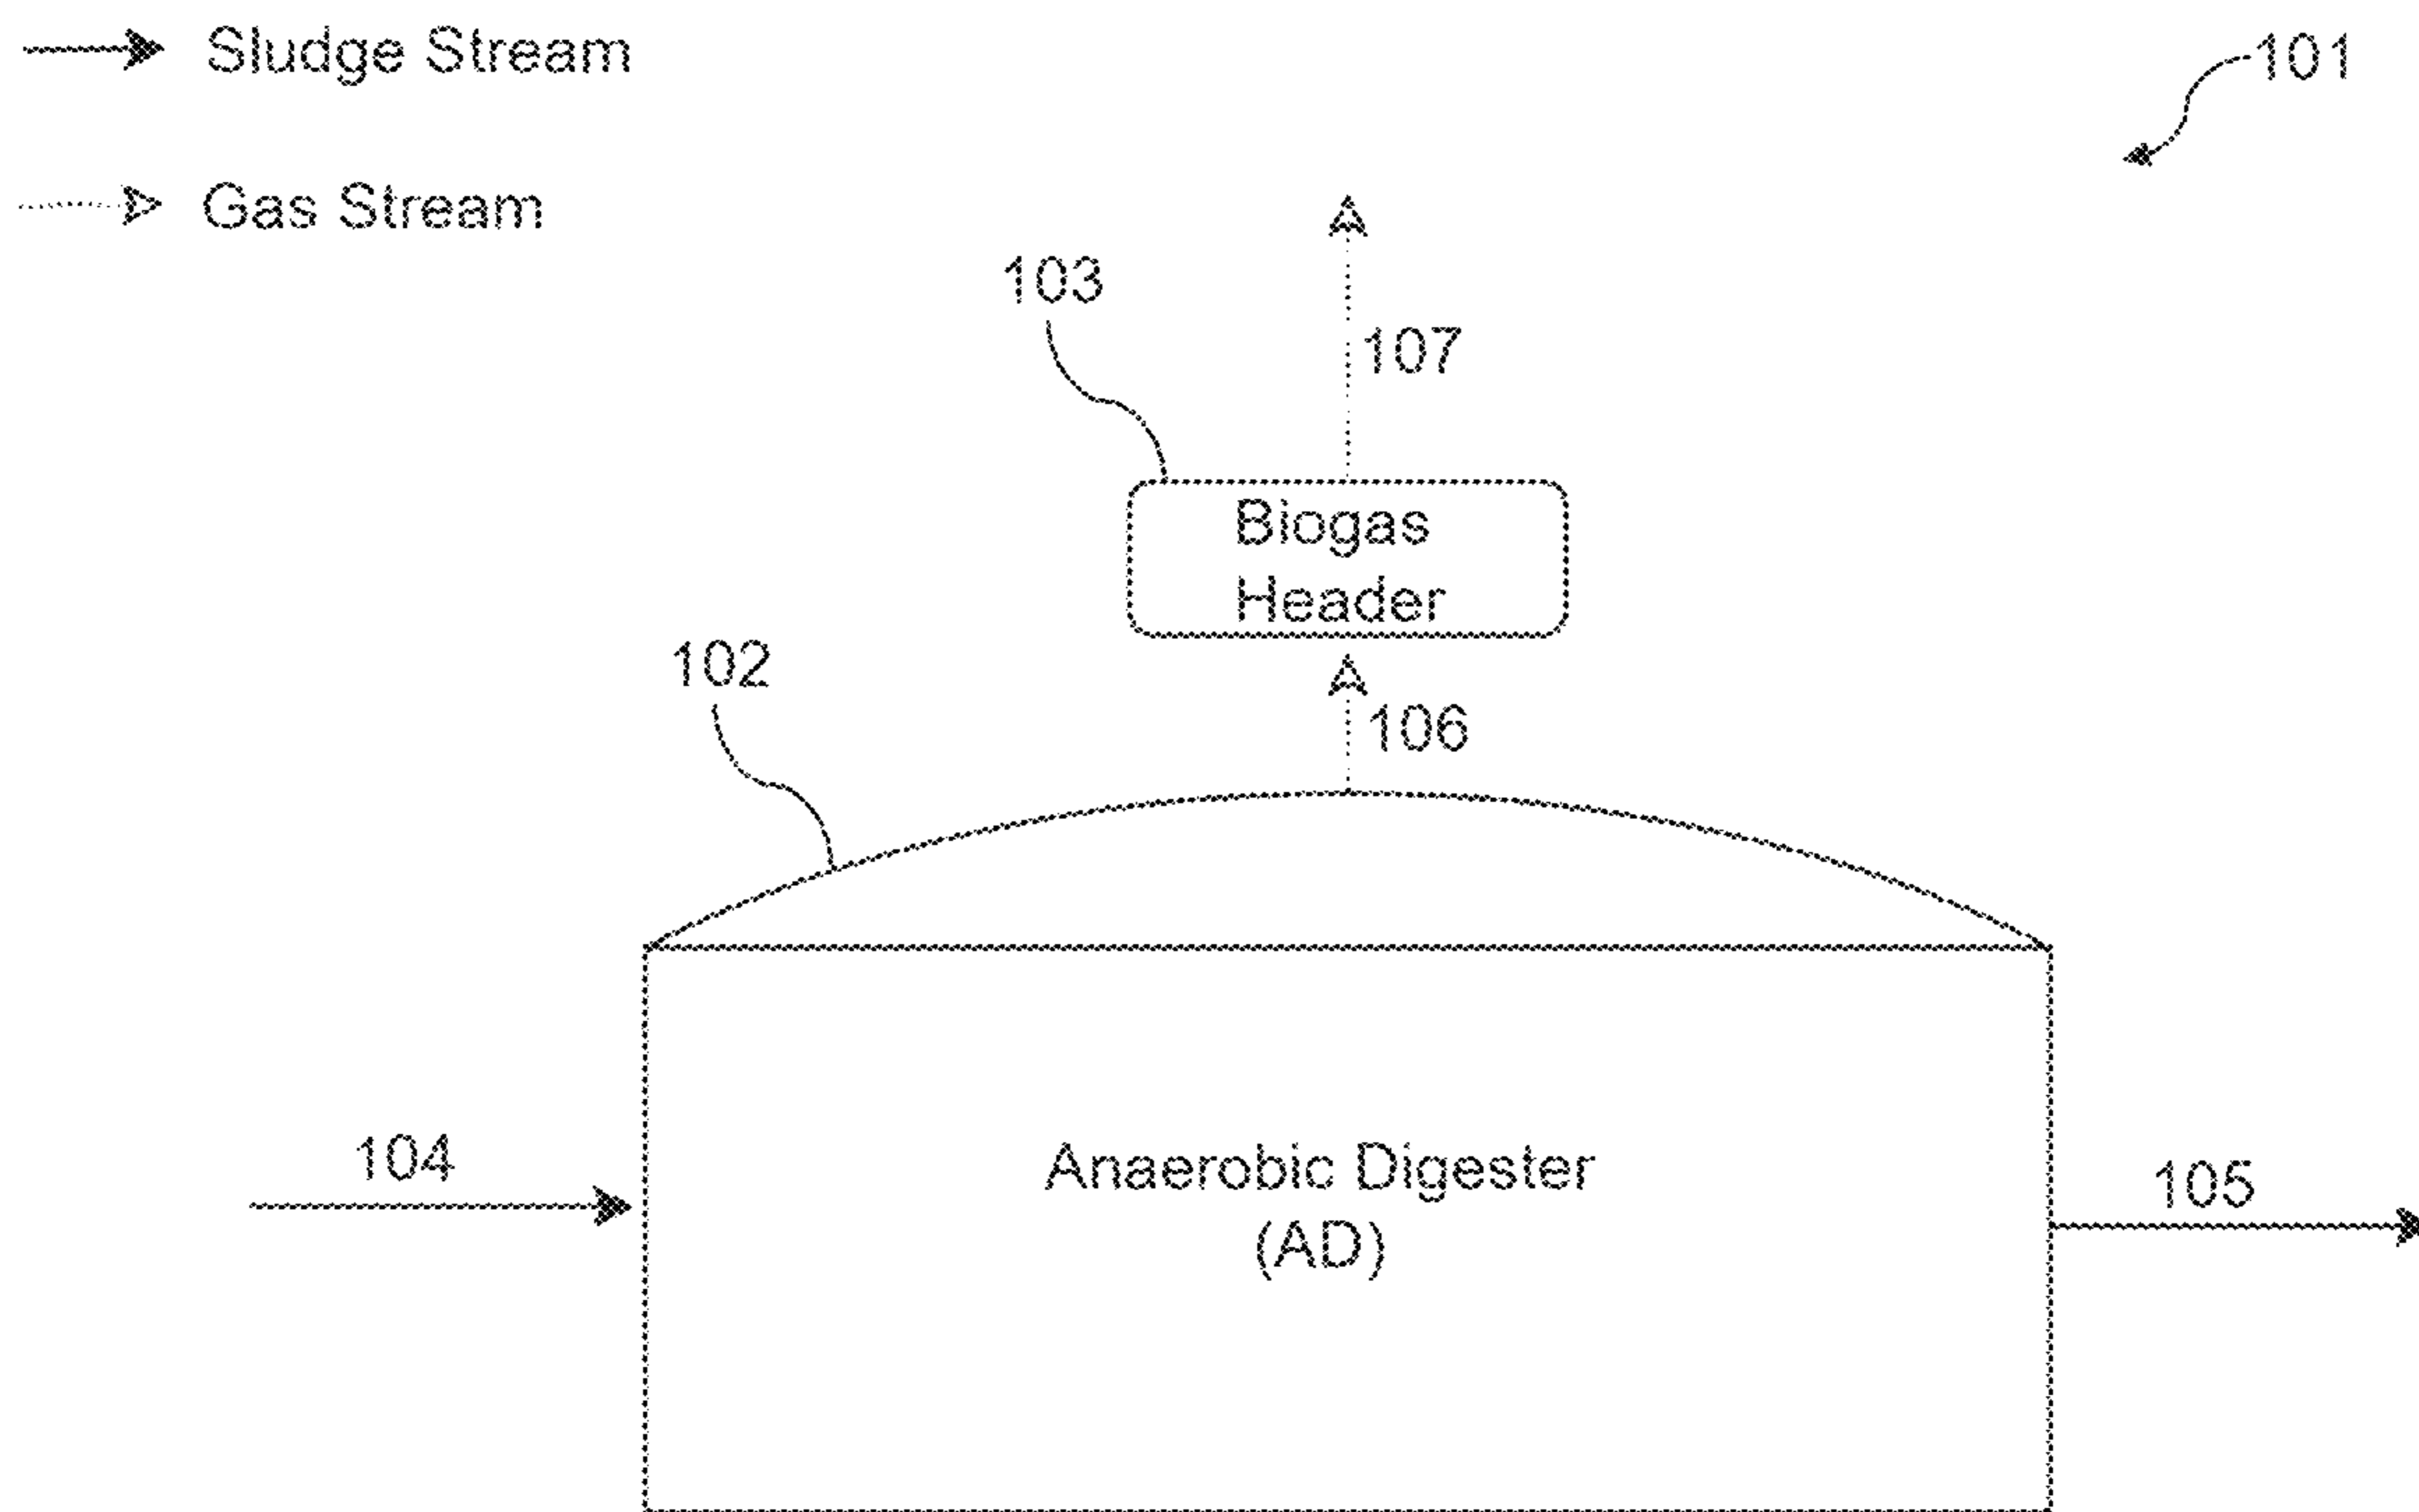 Sludge Stream
101
Gas Stream
103
107
Biogas
Header
102
106
104
Anaerobic Digester
105
(AD)